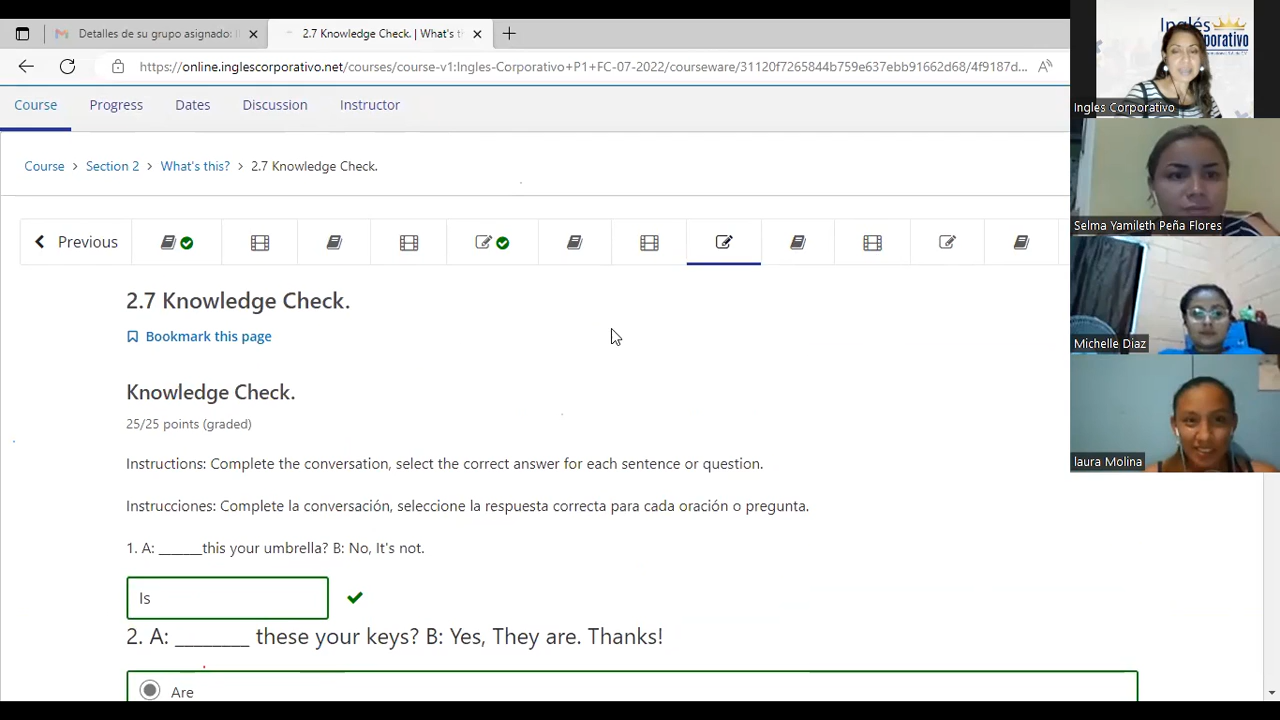 Detalles de su grupo asignado: I
2.7 Knowledge Check. | What's t
https://online.inglescorporativo.net/courses/course-v1:Ingles-Corporativo+P1+FC-07-2022/courseware/31120f7265844b759e637ebb91662d68/4f9187d...
Course Progress Dates Discussion Instructor
Course > Section 2 > What's this? > 2.7 Knowledge Check.
Previous
2.7 Knowledge Check.
Bookmark this page
Knowledge Check.
25/25 points (graded)
Instructions: Complete the conversation, select the correct answer for each sentence or question.
Instrucciones: Complete la conversación, seleccione la respuesta correcta para cada oración o pregunta.
1. A: _______this your umbrella? B: No, It's not.
Is
2. A: ________ these your keys? B: Yes, They are. Thanks!
Are
Inglés
Ingles Corporativo
Selma Yamileth Peña Flores
Michelle Diaz
laura Molina